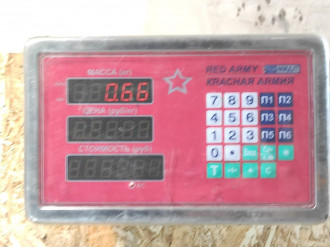 МАССА (кг)
0.66
ЦЕНА (руб/кг)
СТОИМОСТЬ (руб)
RED ARMY
КРАСНАЯ АРМИЯ
7 8 9 П1 П2
4 5 6 П3 П4
1 2 3 П5 П6
0
T + C